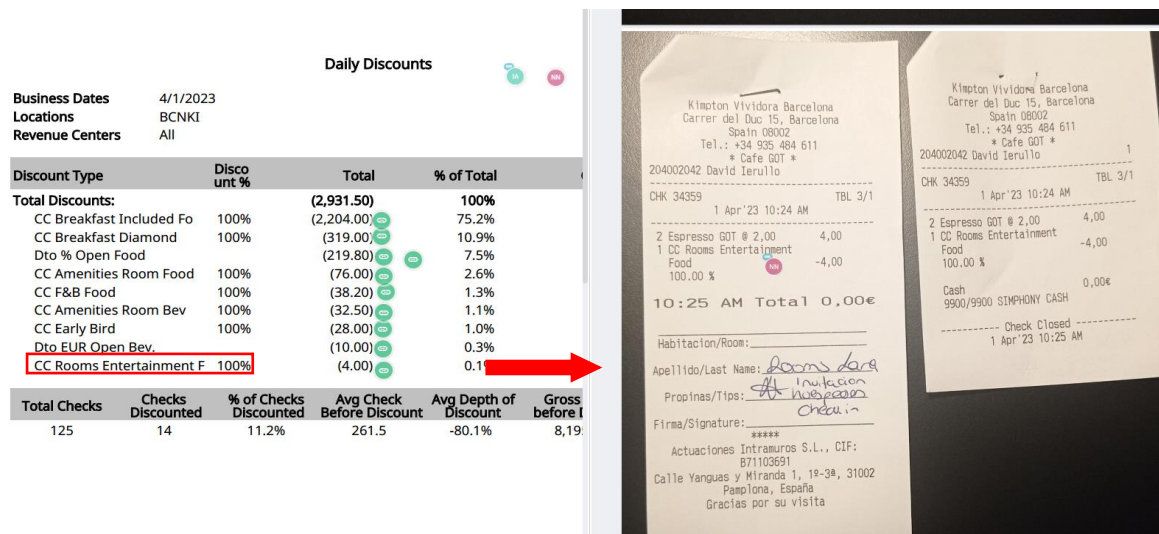 Daily Discounts
IA
NN
Business Dates 4/1/2023
Locations BCNKI
Revenue Centers All
Discount Type Disco unt % Total % of Total
Total Discounts: (2,931.50) 100%
CC Breakfast Included Fo 100% (2,204.00) 75.2%
CC Breakfast Diamond 100% (319.00) 10.9%
Dto % Open Food (219.80) 7.5%
CC Amenities Room Food 100% (76.00) 2.6%
CC F&B Food 100% (38.20) 1.3%
CC Amenities Room Bev 100% (32.50) 1.1%
CC Early Bird 100% (28.00) 1.0%
Dto EUR Open Bev. (10.00) 0.3%
CC Rooms Entertainment F 100% (4.00) 0.1
Total Checks Checks Discounted % of Checks Discounted Avg Check Before Discount Avg Depth of Discount Gross before
125 14 11.2% 261.5 -80.1% 8,19
Kimpton Vividora Barcelona
Carrer del Duc 15, Barcelona
Spain 08002
Tel.: +34 935 484 611
* Cafe GOT *
204002042 David Ierullo
CHK 34359 TBL 3/1
1 Apr'23 10:24 AM
2 Espresso GOT @ 2,00 4,00
1 CC Rooms Entertainment
Food -4,00
100.00 %
NN
10:25 AM Total 0,00€
Habitacion/Room:
Apellido/Last Name: Rooms
Propinas/Tips: Invitacion
Check in
Firma/Signature:
*****
Actuaciones Intramuros S.L., CIF:
B71103691
Calle Yanguas y Miranda 1, 1º-3ª, 31002
Pamplona, España
Gracias por su visita
Kimpton Vividora Barcelona
Carrer del Duc 15, Barcelona
Spain 08002
Tel.: +34 935 484 611
* Cafe GOT *
204002042 David Ierullo 1
CHK 34359 TBL 3/1
1 Apr'23 10:24 AM
2 Espresso GOT @ 2,00 4,00
1 CC Rooms Entertainment
Food -4,00
100.00 %
Cash 0,00€
9900/9900 SIMPHONY CASH
---------- Check Closed ----------
1 Apr'23 10:25 AM